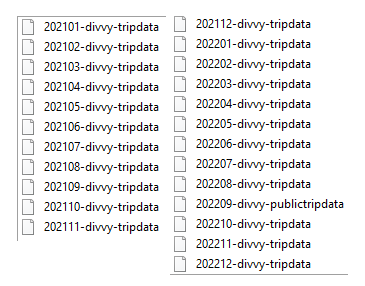 202101-divvy-tripdata
202102-divvy-tripdata
202103-divvy-tripdata
202104-divvy-tripdata
202105-divvy-tripdata
202106-divvy-tripdata
202107-divvy-tripdata
202108-divvy-tripdata
202109-divvy-tripdata
202110-divvy-tripdata
202111-divvy-tripdata
202112-divvy-tripdata
202201-divvy-tripdata
202202-divvy-tripdata
202203-divvy-tripdata
202204-divvy-tripdata
202205-divvy-tripdata
202206-divvy-tripdata
202207-divvy-tripdata
202208-divvy-tripdata
202209-divvy-publictripdata
202210-divvy-tripdata
202211-divvy-tripdata
202212-divvy-tripdata